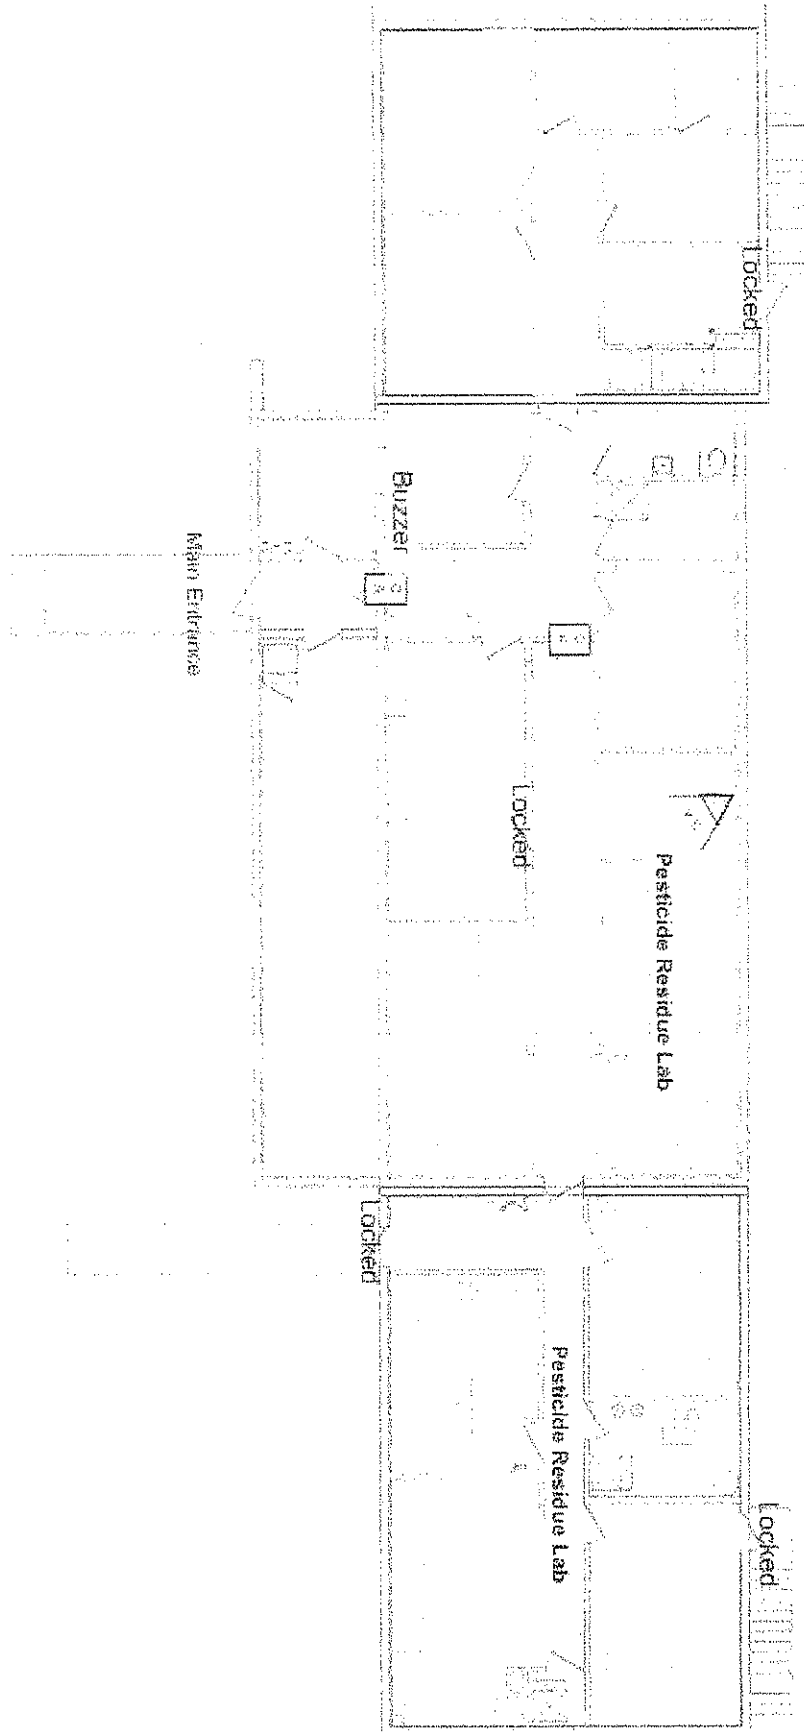 Locked
Buzzer
Main Entrance
Locked
Pesticide Residue Lab
Locked
Pesticide Residue Lab
Locked